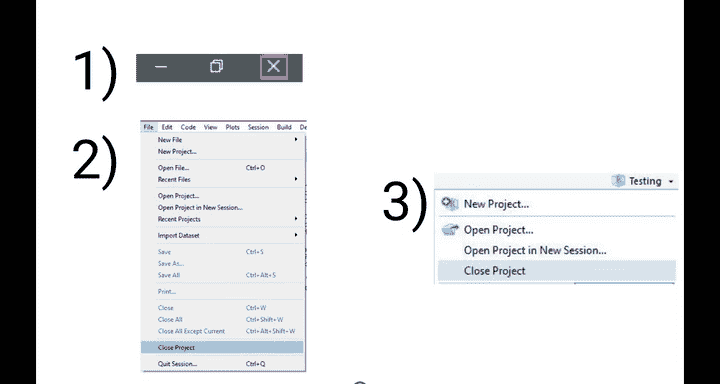 1)
2)
File Edit Code View Plots Session Build De
New File
New Project...
Open File... Ctrl+O
Recent Files
Open Project...
Open Project in New Session...
Recent Projects
Import Dataset
Save Ctrl+S
Save As...
Save All Ctrl+Alt+S
Print...
Close Ctrl+W
Close All Ctrl+Shift+W
Close All Except Current Ctrl+Alt+Shift+W
Close Project
Quit Session... Ctrl+Q
3)
Testing
New Project...
Open Project...
Open Project in New Session...
Close Project